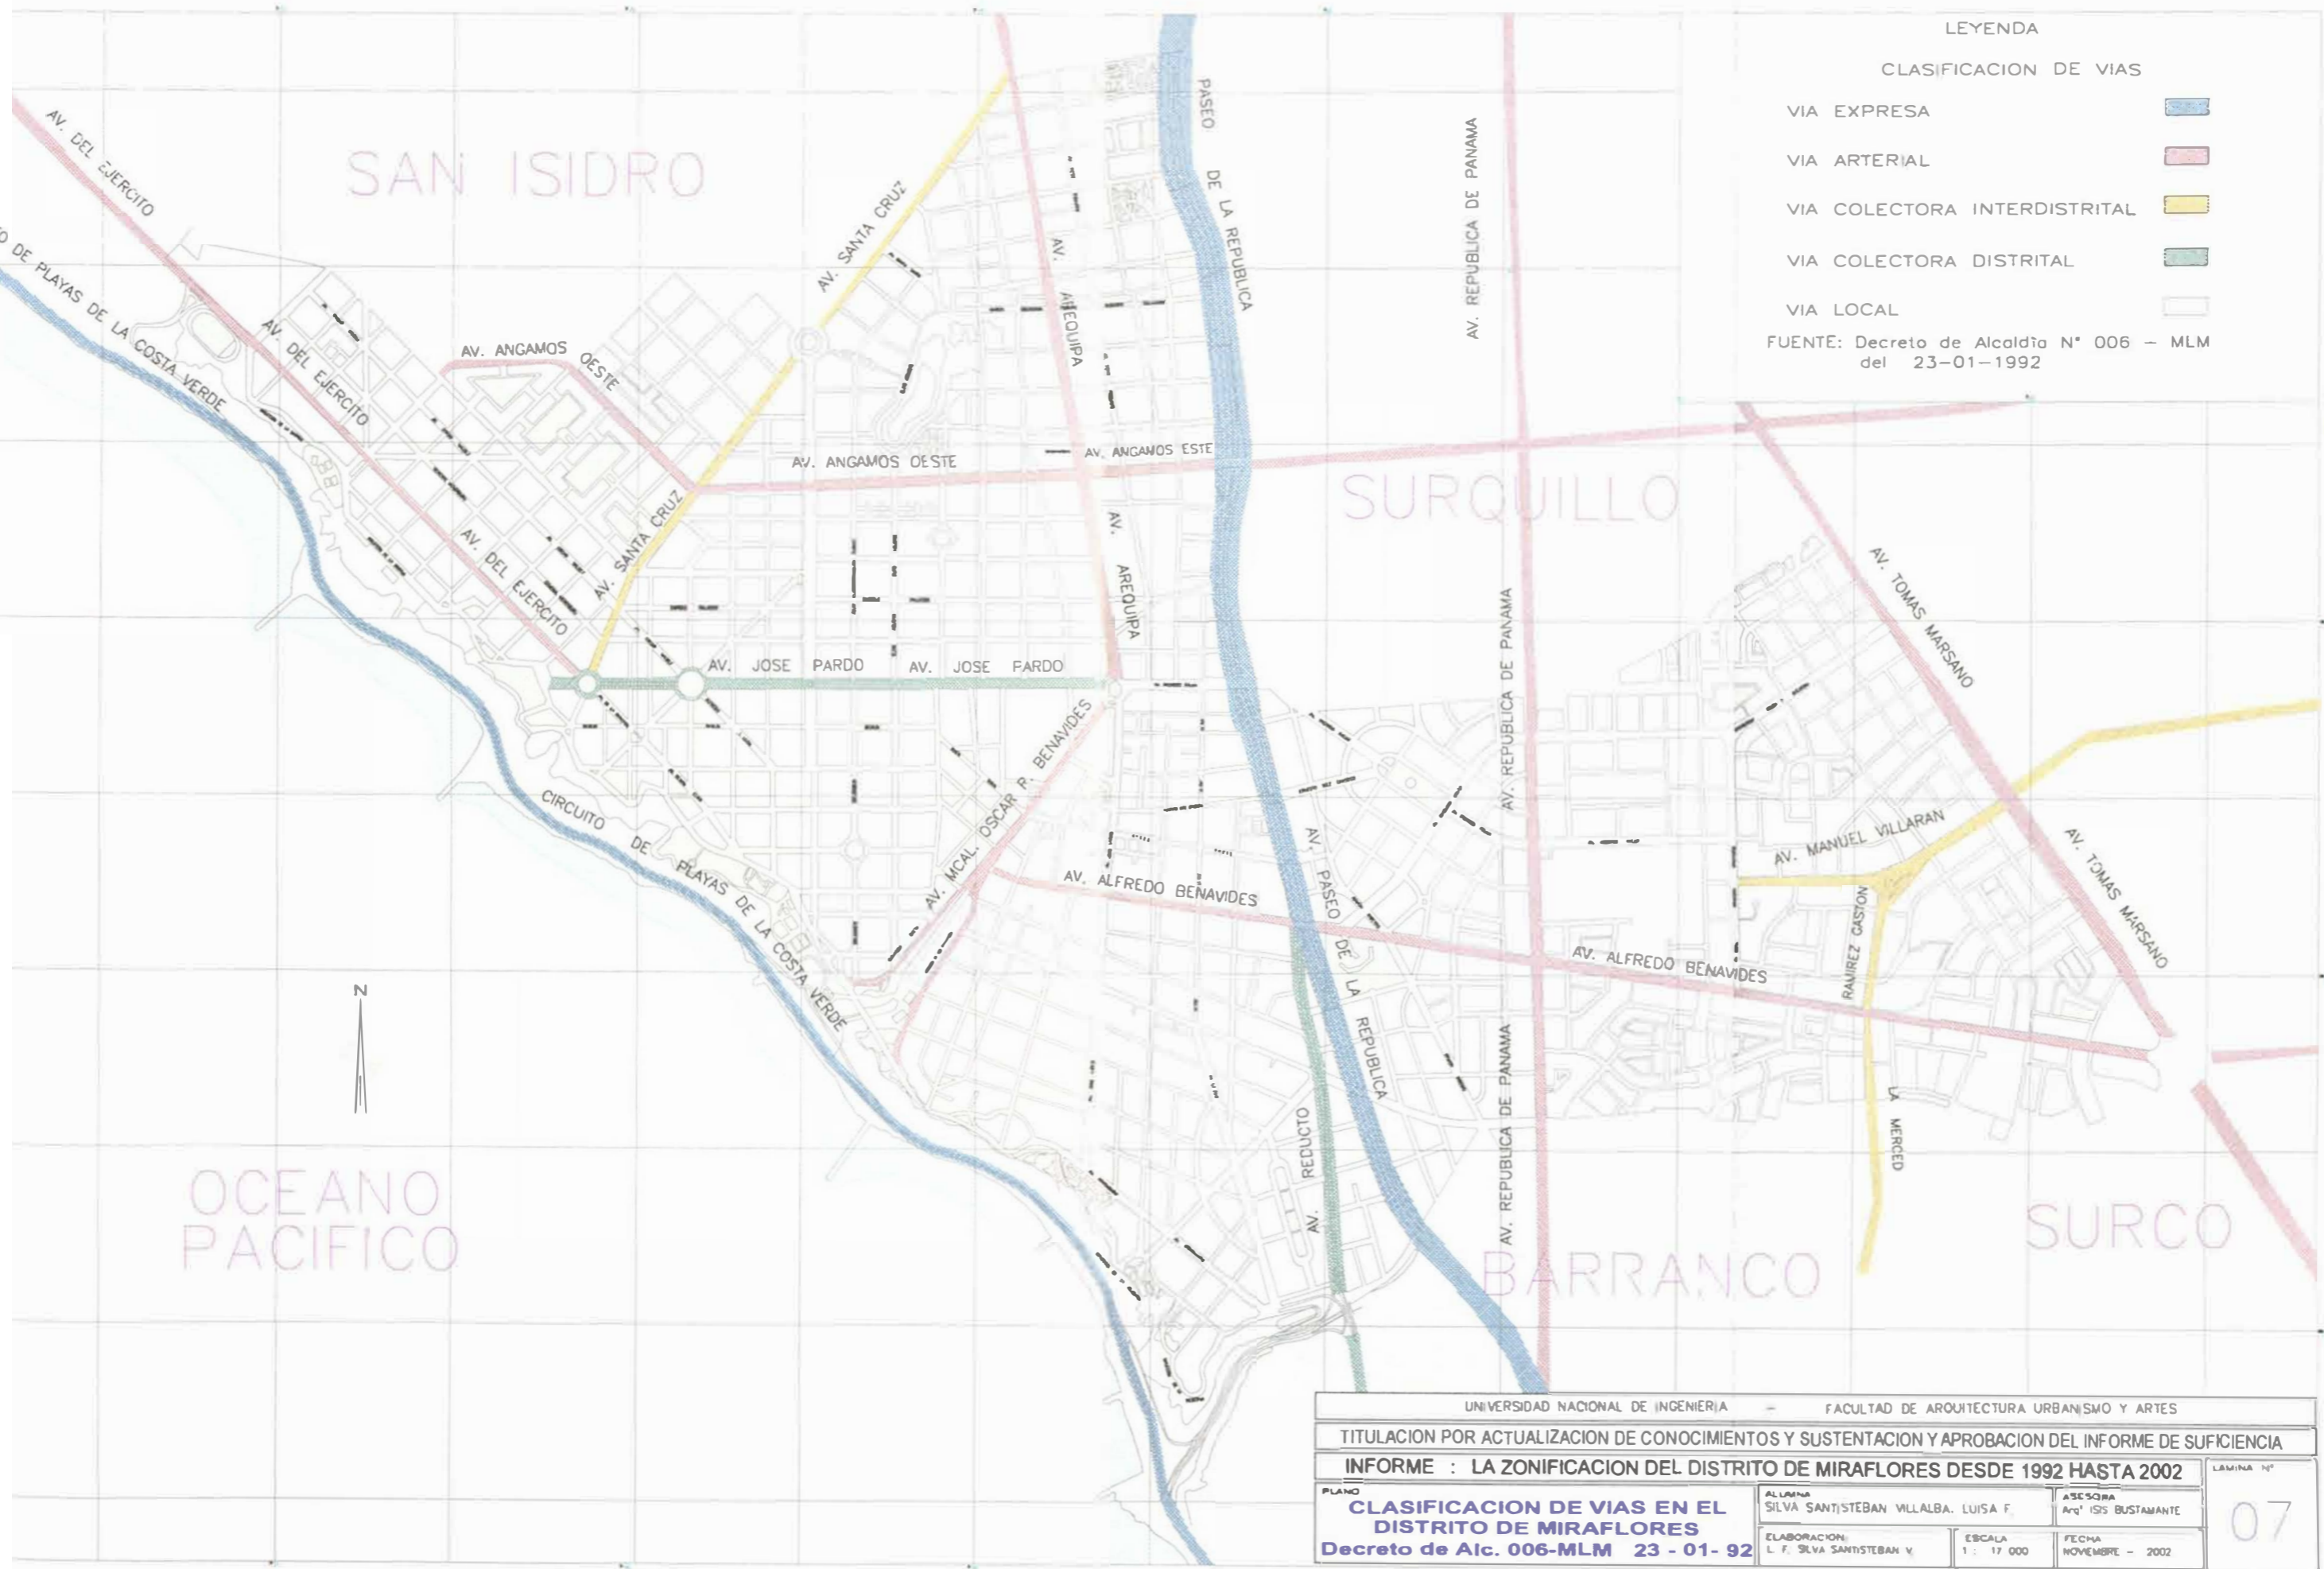 LEYENDA
CLASIFICACION DE VIAS
VIA EXPRESA
VIA ARTERIAL
VIA COLECTORA INTERDISTRITAL
VIA COLECTORA DISTRITAL
VIA LOCAL
FUENTE: Decreto de Alcaldia N° 006 - MLM
del 23-01-1992
SAN ISIDRO
SURQUILLO
BARRANCO
SURCO
OCEANO
PACIFICO
N
AV. DEL EJERCITO
O DE PLAYAS DE LA COSTA VERDE
AV. DEL EJERCITO
AV. DEL EJERCITO
AV. ANGAMOS OESTE
AV. SANTA CRUZ
AV. SANTA CRUZ
AV. ANGAMOS OESTE
AV. ANGAMOS ESTE
AV. AREQUIPA
AV. AREQUIPA
PASEO DE LA REPUBLICA
AV. REPUBLICA DE PANAMA
AV. REPUBLICA DE PANAMA
AV. REPUBLICA DE PANAMA
AV. JOSE PARDO
AV. JOSE PARDO
AV. MCAL. OSCAR R. BENAVIDES
CIRCUITO DE PLAYAS DE LA COSTA VERDE
AV. ALFREDO BENAVIDES
AV. ALFREDO BENAVIDES
AV. PASEO DE LA REPUBLICA
AV. REDUCTO
AV. TOMAS MARSANO
AV. TOMAS MARSANO
AV. MANUEL VILLARAN
RAMIREZ GASTON
LA MERCED
UNIVERSIDAD NACIONAL DE INGENIERIA - FACULTAD DE ARQUITECTURA URBANISMO Y ARTES
TITULACION POR ACTUALIZACION DE CONOCIMIENTOS Y SUSTENTACION Y APROBACION DEL INFORME DE SUFICIENCIA
INFORME : LA ZONIFICACION DEL DISTRITO DE MIRAFLORES DESDE 1992 HASTA 2002
LAMINA Nº
07
PLANO
CLASIFICACION DE VIAS EN EL
DISTRITO DE MIRAFLORES
Decreto de Alc. 006-MLM 23 - 01- 92
ALUMNA
SILVA SANTISTEBAN VILLALBA. LUISA F.
ASESORA
Arqº ISIS BUSTAMANTE
ELABORACION:
L. F. SILVA SANTISTEBAN V.
ESCALA
1 : 17 000
FECHA
NOVIEMBRE - 2002